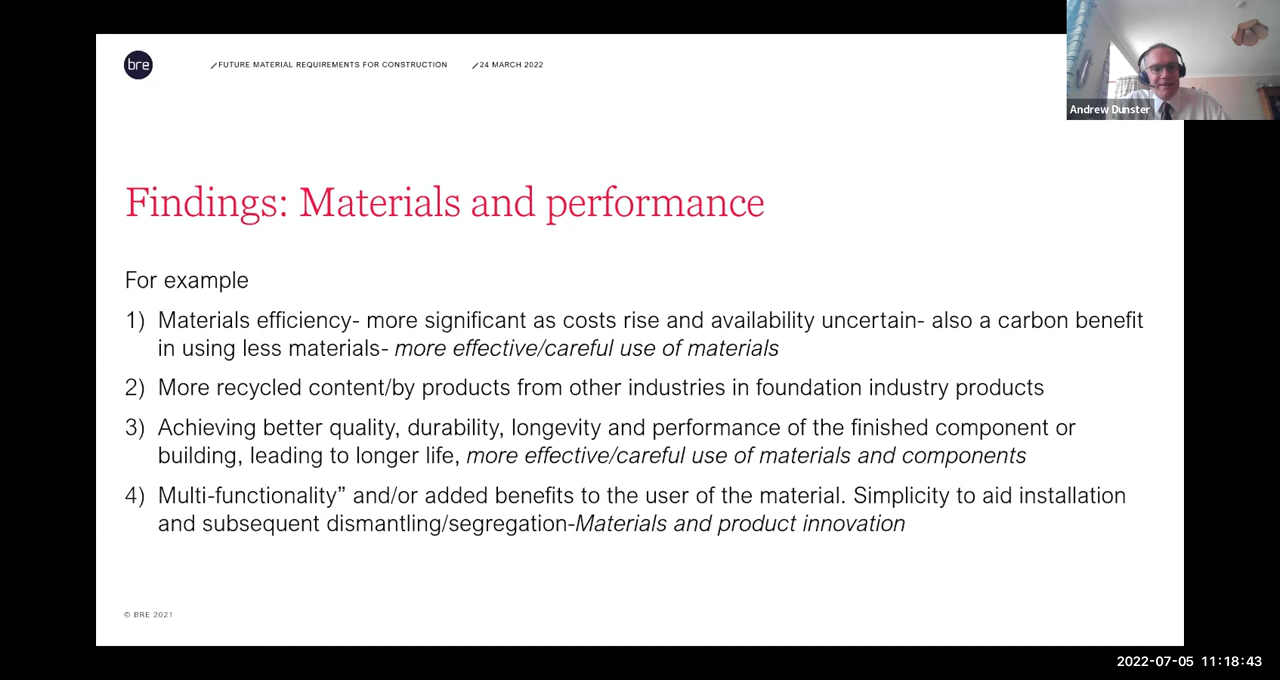 bre
FUTURE MATERIAL REQUIREMENTS FOR CONSTRUCTION
24 MARCH 2022
Andrew Dunster
Findings: Materials and performance
For example
1) Materials efficiency- more significant as costs rise and availability uncertain- also a carbon benefit
in using less materials- more effective/careful use of materials
2) More recycled content/by products from other industries in foundation industry products
3) Achieving better quality, durability, longevity and performance of the finished component or
building, leading to longer life, more effective/careful use of materials and components
4) Multi-functionality” and/or added benefits to the user of the material. Simplicity to aid installation
and subsequent dismantling/segregation-Materials and product innovation
© BRE 2021
2022-07-05 11:18:43